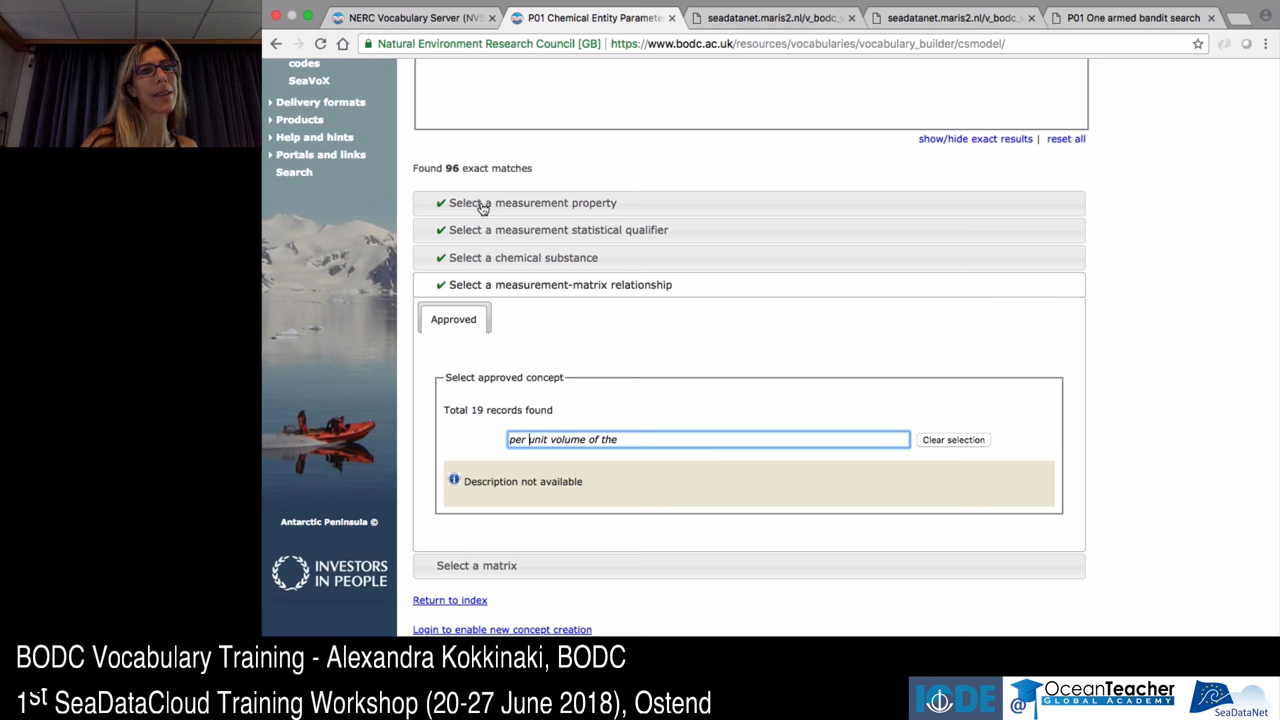 NERC Vocabulary Server (NVS
P01 Chemical Entity Paramete
seadatanet.maris2.nl/v_bodc_
seadatanet.maris2.nl/v_bodc_
P01 One armed bandit search
Natural Environment Research Council [GB]
https://www.bodc.ac.uk/resources/vocabularies/vocabulary_builder/csmodel/
codes
SeaVoX
Delivery formats
Products
Help and hints
Portals and links
Search
show/hide exact results | reset all
Found 96 exact matches
Select a measurement property
Select a measurement statistical qualifier
Select a chemical substance
Select a measurement-matrix relationship
Approved
Select approved concept
Total 19 records found
per unit volume of the
Clear selection
Description not available
Select a matrix
Return to index
Login to enable new concept creation
Antarctic Peninsula ©
INVESTORS
IN PEOPLE
BODC Vocabulary Training - Alexandra Kokkinaki, BODC
1st SeaDataCloud Training Workshop (20-27 June 2018), Ostend
IODE
@
OceanTeacher
GLOBAL ACADEMY
SeaDataNet